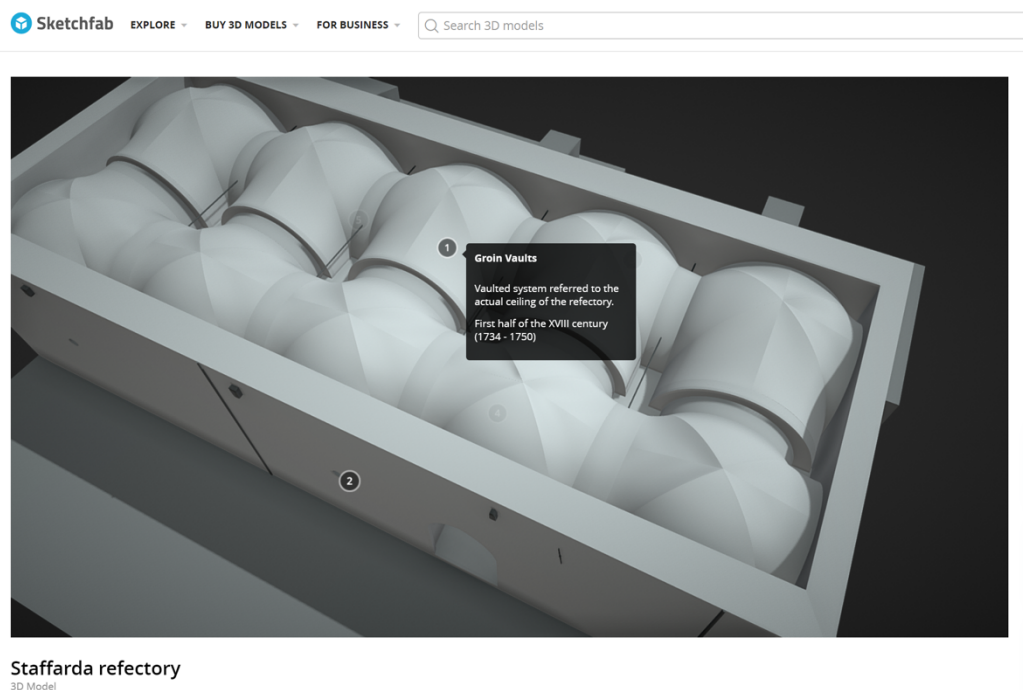 Sketchfab EXPLORE BUY 3D MODELS FOR BUSINESS Search 3D models
1
Groin Vaults
Vaulted system referred to the
actual ceiling of the refectory.
First half of the XVIII century
(1734 - 1750)
4
2
Staffarda refectory
3D Model